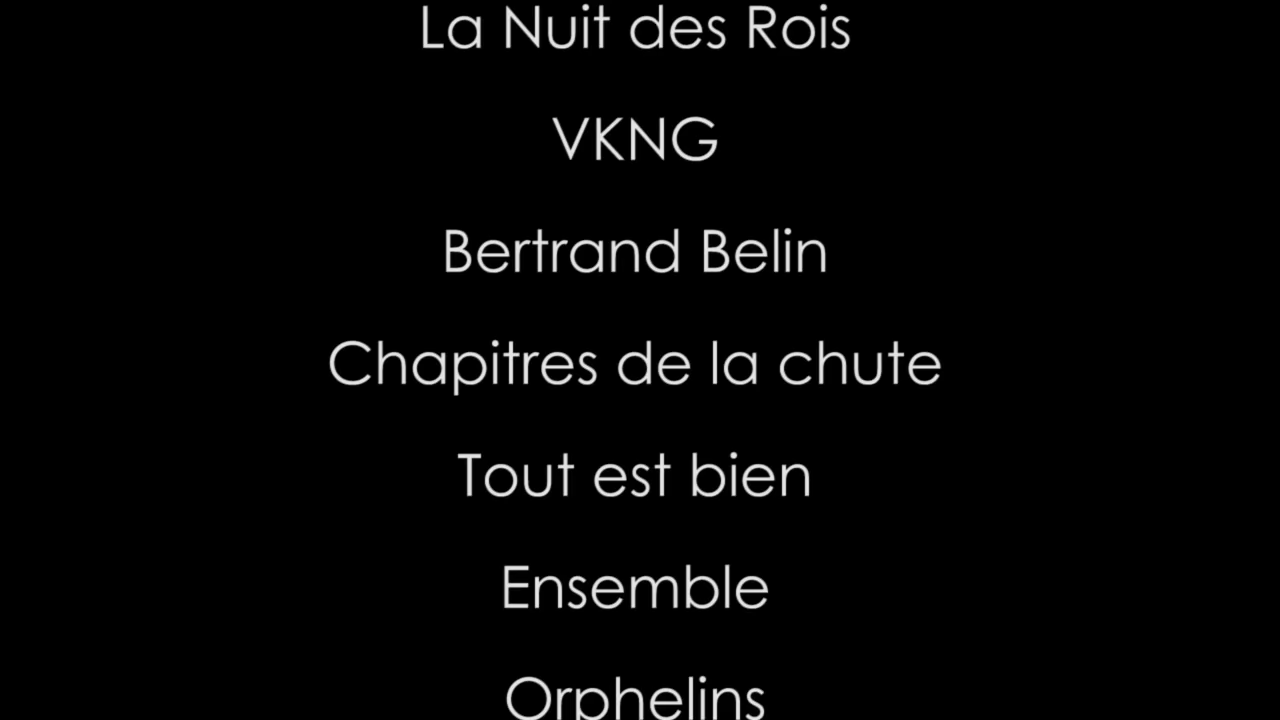 La Nuit des Rois
VKNG
Bertrand Belin
Chapitres de la chute
Tout est bien
Ensemble
Orphelins